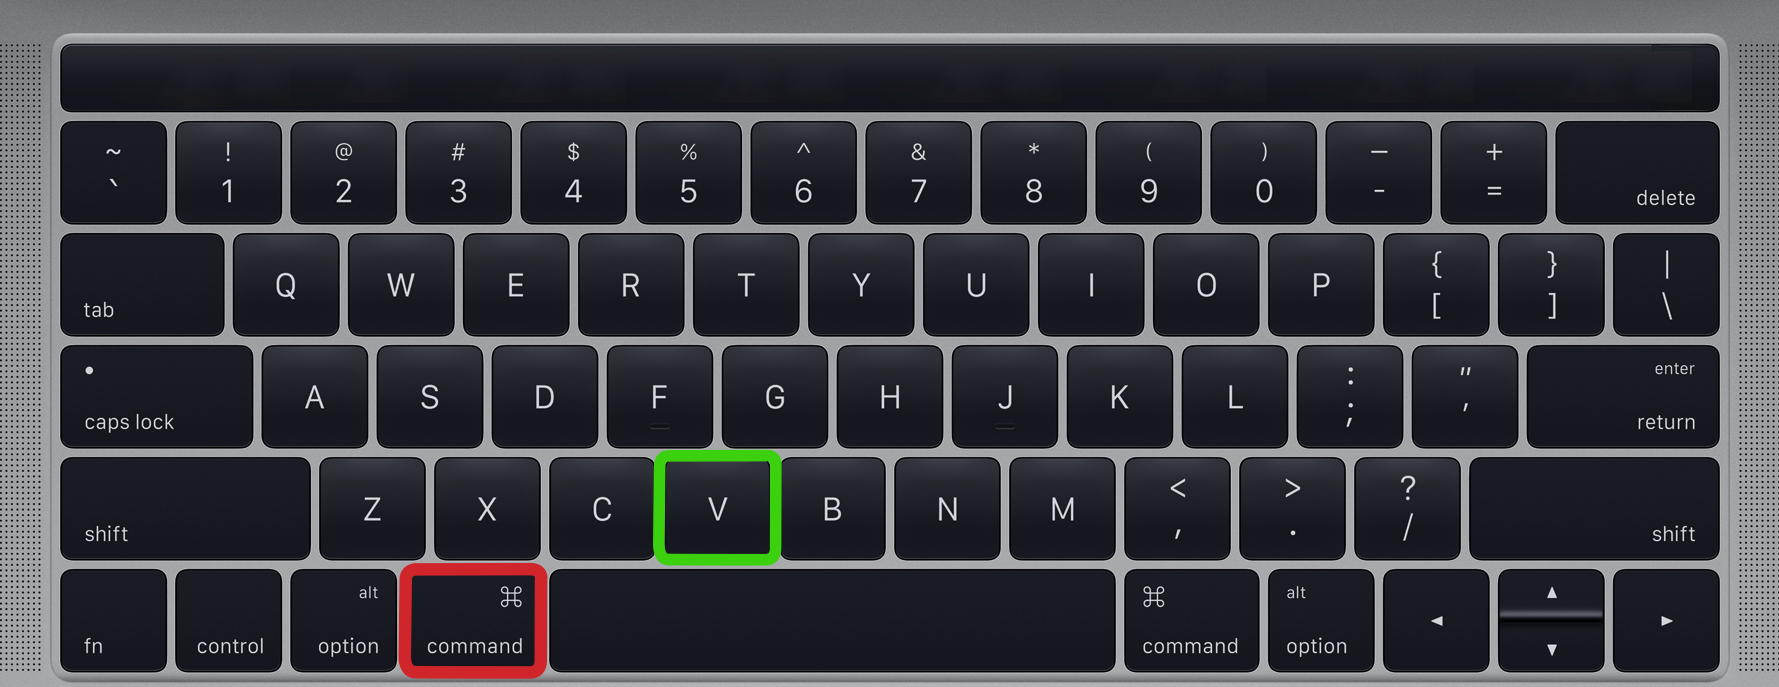 ~ ! @ # $ % ^ & * ( ) — +
` 1 2 3 4 5 6 7 8 9 0 - = delete
tab Q W E R T Y U I O P { [ } ] | \
caps lock A S D F G H J K L : ; " ' enter return
shift Z X C V B N M < , > . ? / shift
alt ⌘ ⌘ alt ▲
fn control option command command option ◀ ▼ ▶